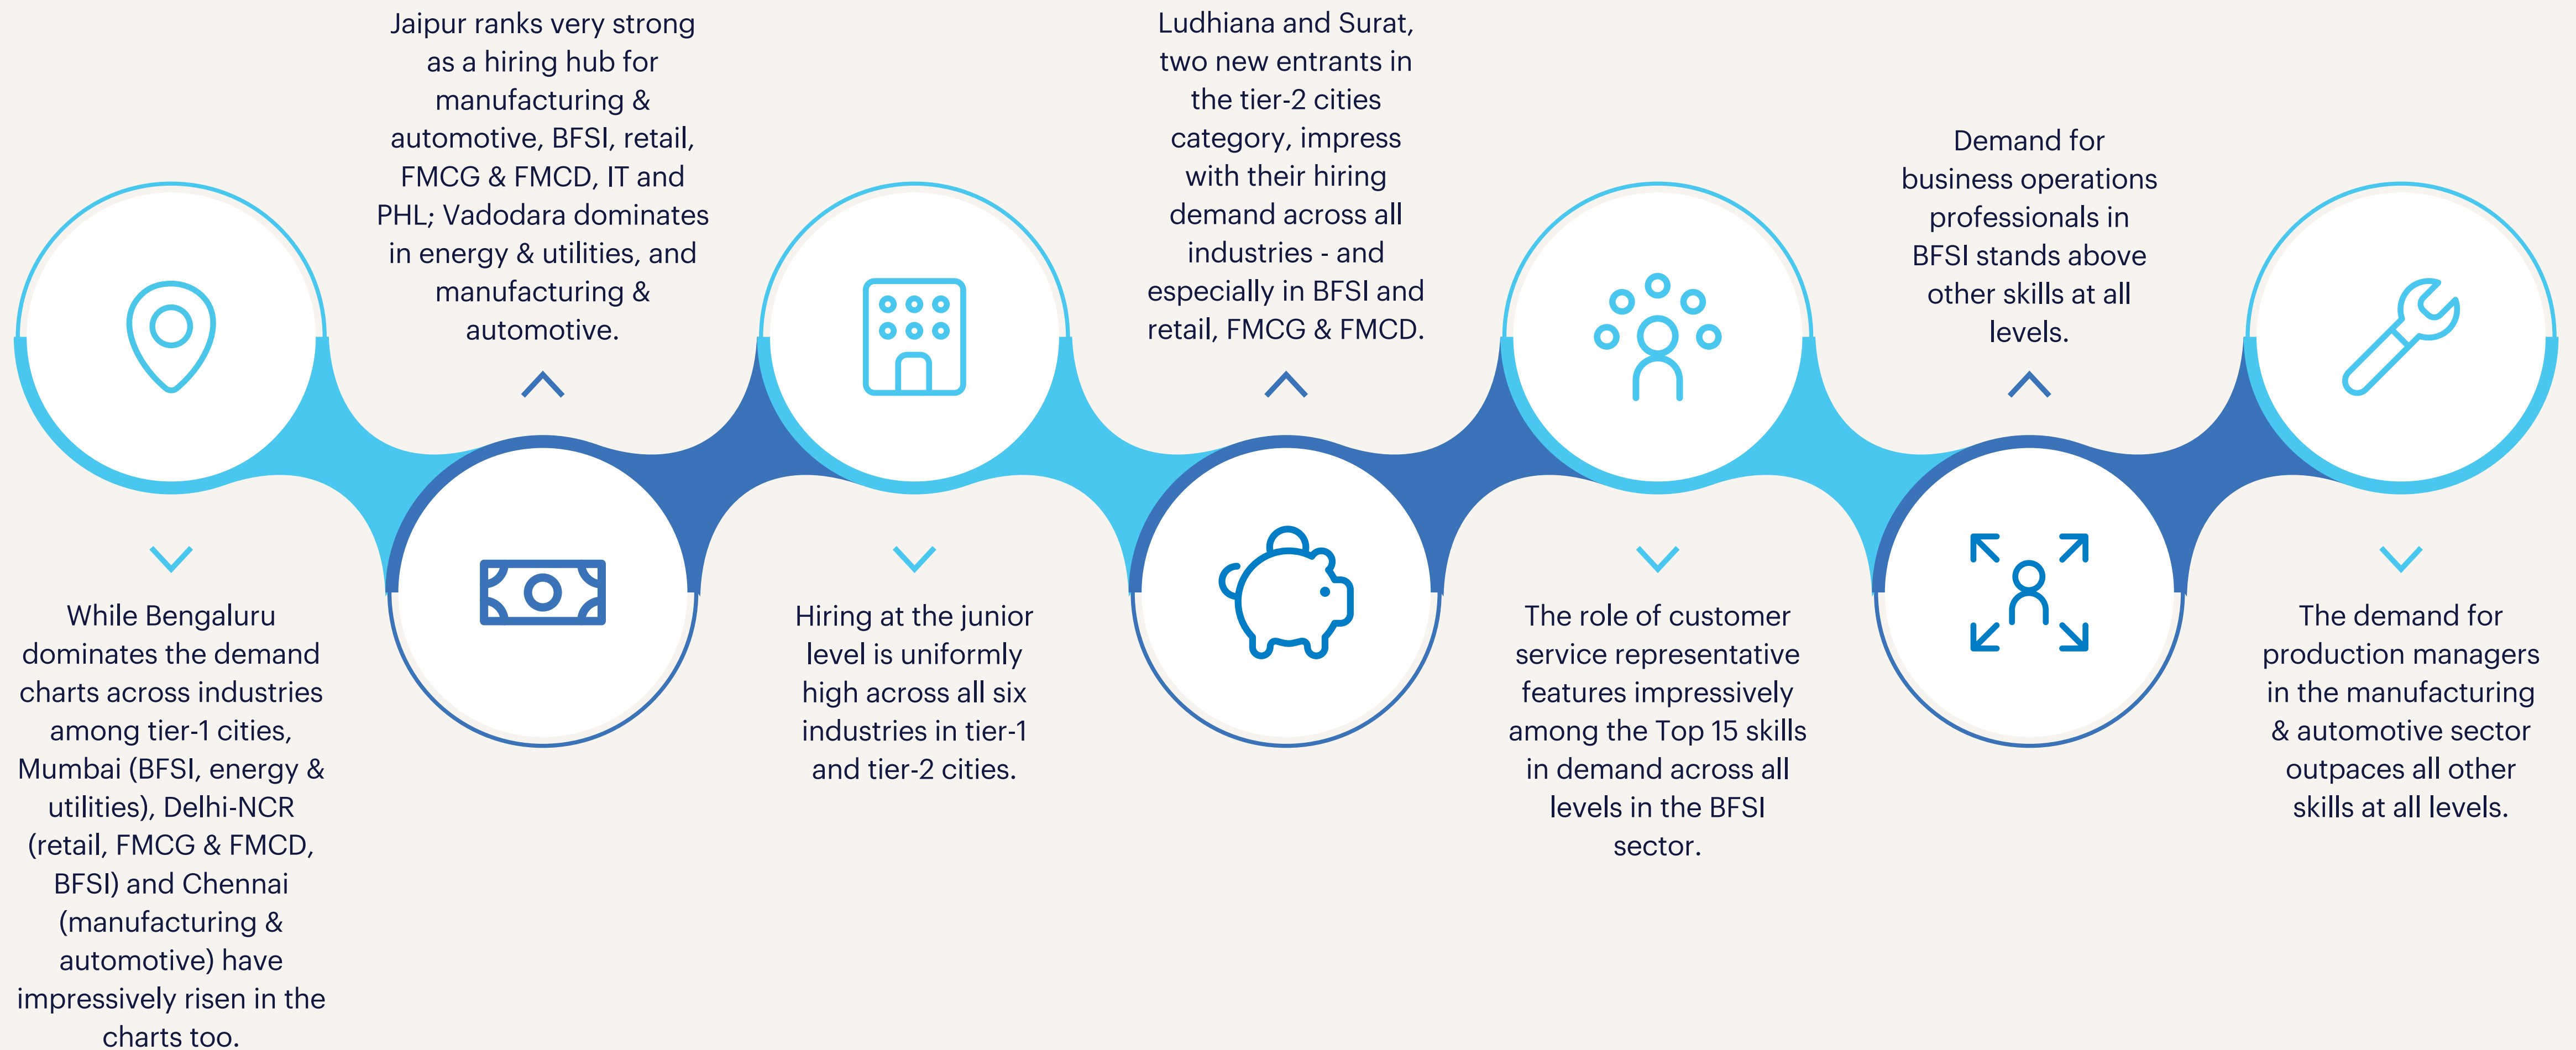 While Bengaluru
dominates the demand
charts across industries
among tier-1 cities,
Mumbai (BFSI, energy &
utilities), Delhi-NCR
(retail, FMCG & FMCD,
BFSI) and Chennai
(manufacturing &
automotive) have
impressively risen in the
charts too.
Jaipur ranks very strong
as a hiring hub for
manufacturing &
automotive, BFSI, retail,
FMCG & FMCD, IT and
PHL; Vadodara dominates
in energy & utilities, and
manufacturing &
automotive.
Hiring at the junior
level is uniformly
high across all six
industries in tier-1
and tier-2 cities.
Ludhiana and Surat,
two new entrants in
the tier-2 cities
category, impress
with their hiring
demand across all
industries - and
especially in BFSI and
retail, FMCG & FMCD.
The role of customer
service representative
features impressively
among the Top 15 skills
in demand across all
levels in the BFSI
sector.
Demand for
business operations
professionals in
BFSI stands above
other skills at all
levels.
The demand for
production managers
in the manufacturing
& automotive sector
outpaces all other
skills at all levels.